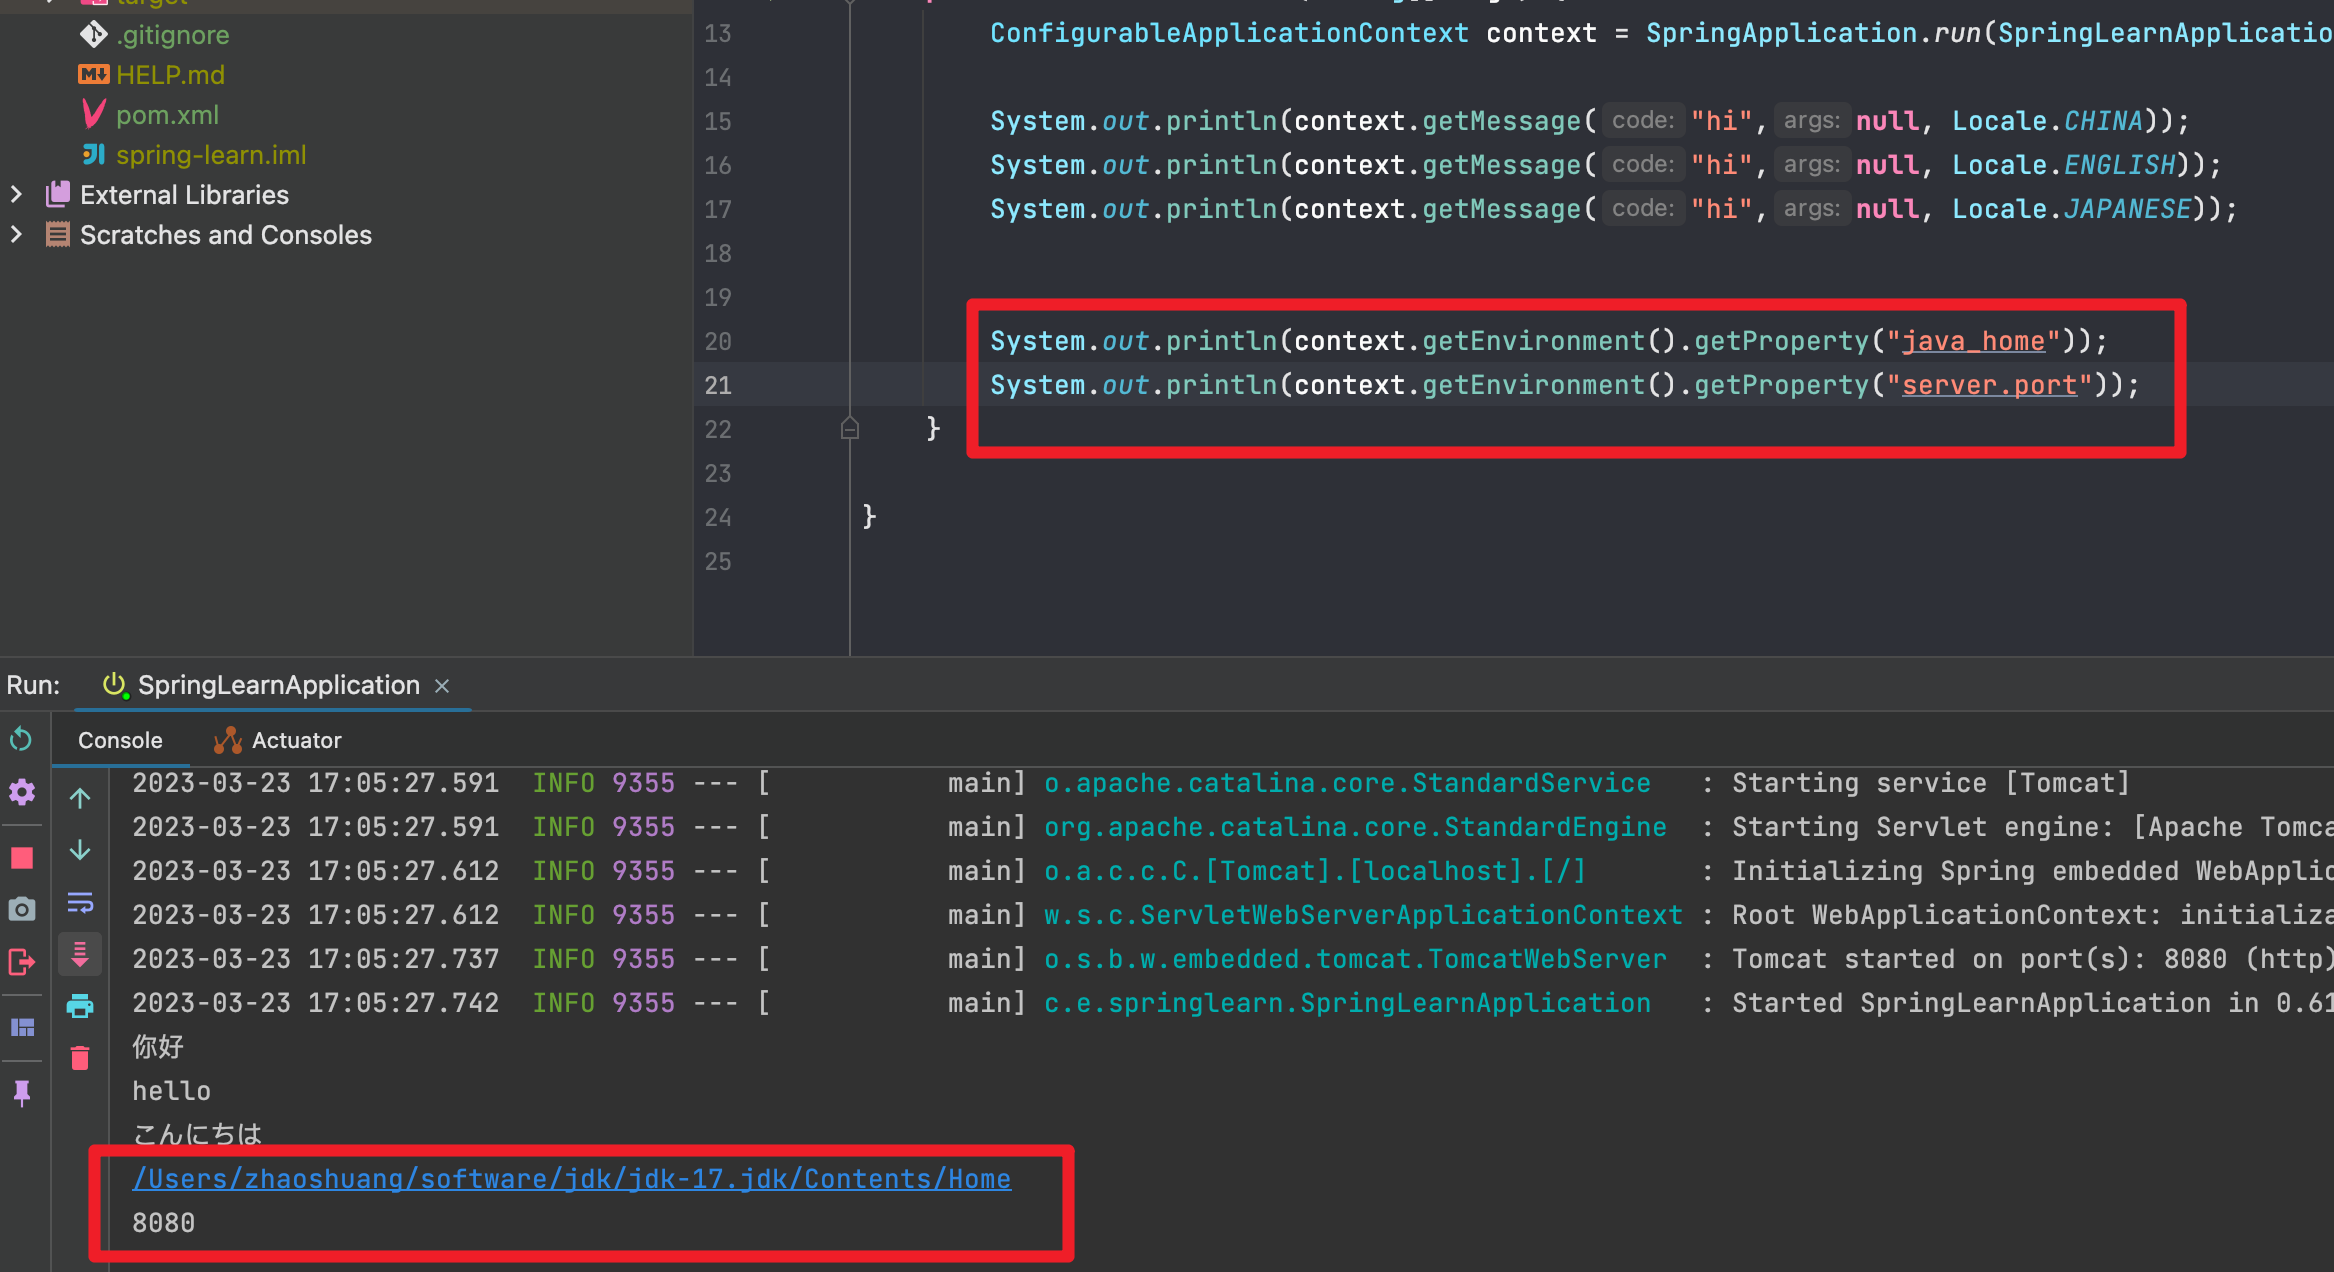 target
.gitignore
HELP.md
pom.xml
spring-learn.iml
External Libraries
Scratches and Consoles
13 ConfigurableApplicationContext context = SpringApplication.run(SpringLearnApplicatio
14
15 System.out.println(context.getMessage( code: "hi", args: null, Locale.CHINA));
16 System.out.println(context.getMessage( code: "hi", args: null, Locale.ENGLISH));
17 System.out.println(context.getMessage( code: "hi", args: null, Locale.JAPANESE));
18
19
20 System.out.println(context.getEnvironment().getProperty("java_home"));
21 System.out.println(context.getEnvironment().getProperty("server.port"));
22 }
23
24 }
25
Run: SpringLearnApplication ×
Console Actuator
2023-03-23 17:05:27.591 INFO 9355 --- [ main] o.apache.catalina.core.StandardService : Starting service [Tomcat]
2023-03-23 17:05:27.591 INFO 9355 --- [ main] org.apache.catalina.core.StandardEngine : Starting Servlet engine: [Apache Tomca
2023-03-23 17:05:27.612 INFO 9355 --- [ main] o.a.c.c.C.[Tomcat].[localhost].[/] : Initializing Spring embedded WebApplic
2023-03-23 17:05:27.612 INFO 9355 --- [ main] w.s.c.ServletWebServerApplicationContext : Root WebApplicationContext: initializa
2023-03-23 17:05:27.737 INFO 9355 --- [ main] o.s.b.w.embedded.tomcat.TomcatWebServer : Tomcat started on port(s): 8080 (http)
2023-03-23 17:05:27.742 INFO 9355 --- [ main] c.e.springlearn.SpringLearnApplication : Started SpringLearnApplication in 0.61
你好
hello
こんにちは
/Users/zhaoshuang/software/jdk/jdk-17.jdk/Contents/Home
8080